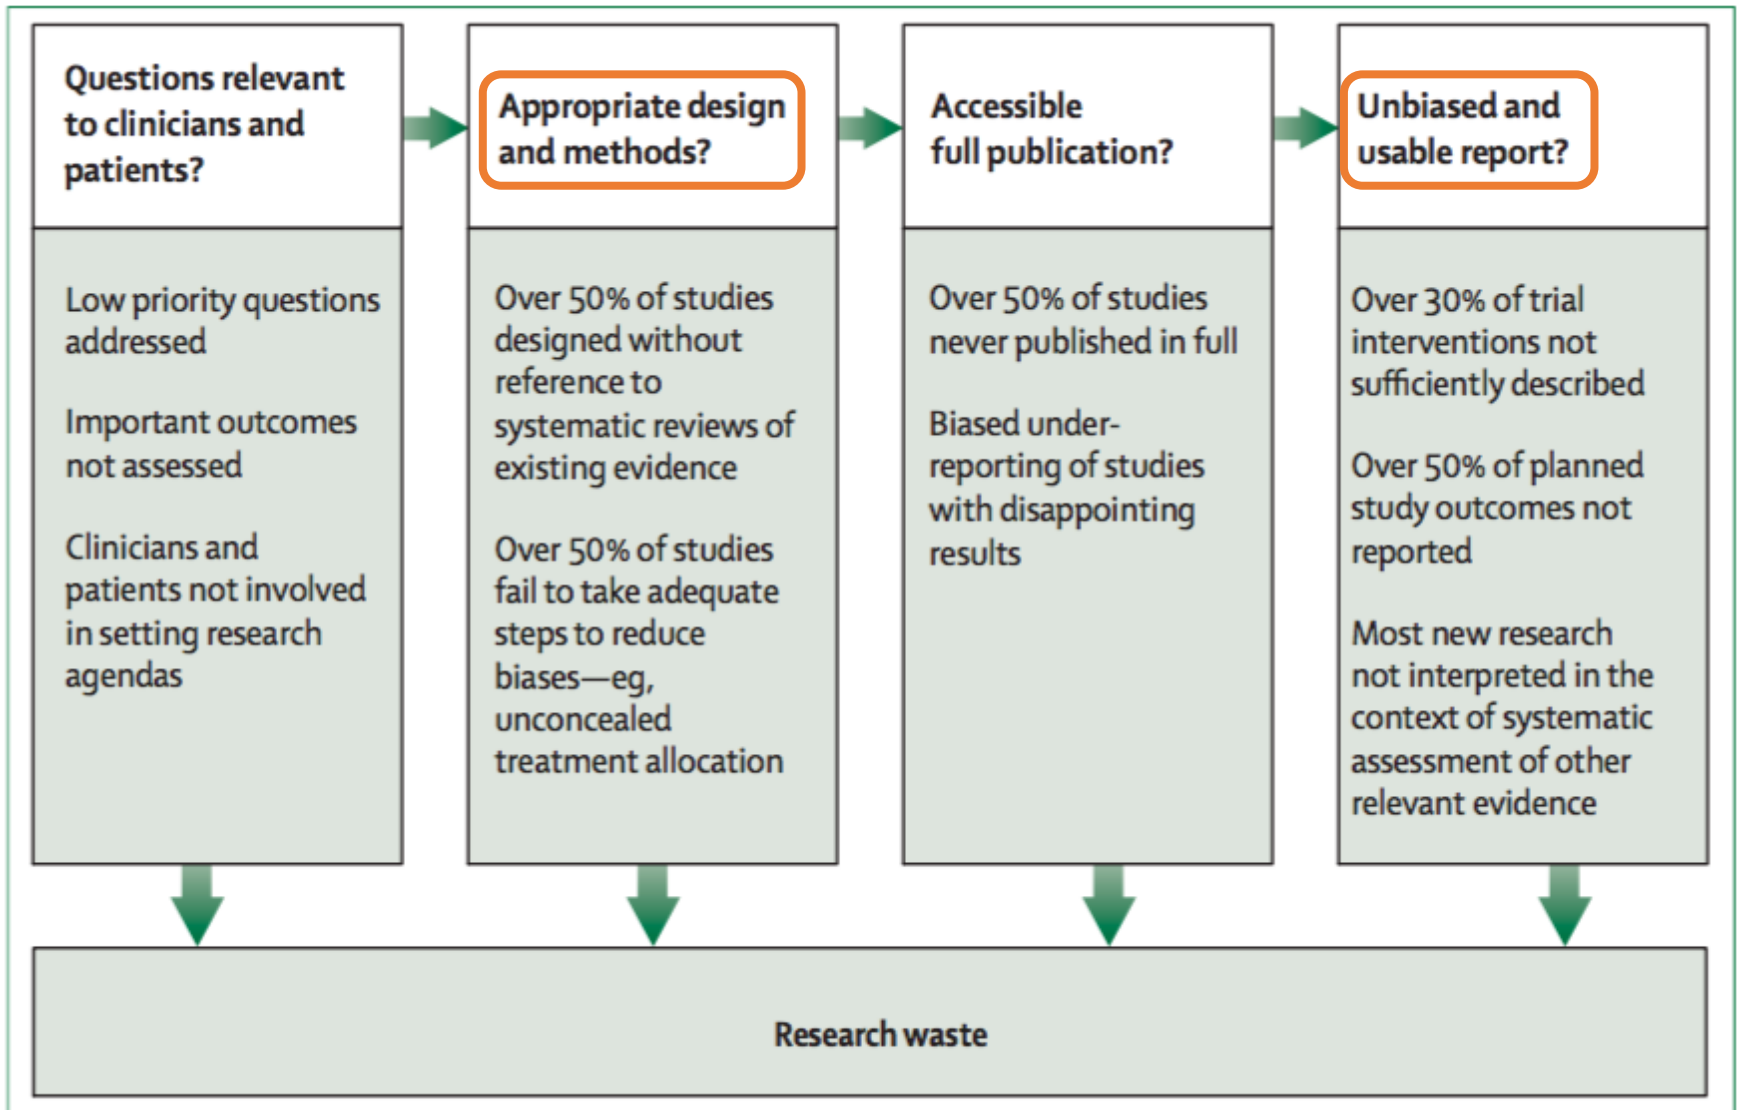 Questions relevant
to clinicians and
patients?
Low priority questions
addressed
Important outcomes
not assessed
Clinicians and
patients not involved
in setting research
agendas
Appropriate design
and methods?
Over 50% of studies
designed without
reference to
systematic reviews of
existing evidence
Over 50% of studies
fail to take adequate
steps to reduce
biases—eg,
unconcealed
treatment allocation
Accessible
full publication?
Over 50% of studies
never published in full
Biased under-
reporting of studies
with disappointing
results
Unbiased and
usable report?
Over 30% of trial
interventions not
sufficiently described
Over 50% of planned
study outcomes not
reported
Most new research
not interpreted in the
context of systematic
assessment of other
relevant evidence
Research waste